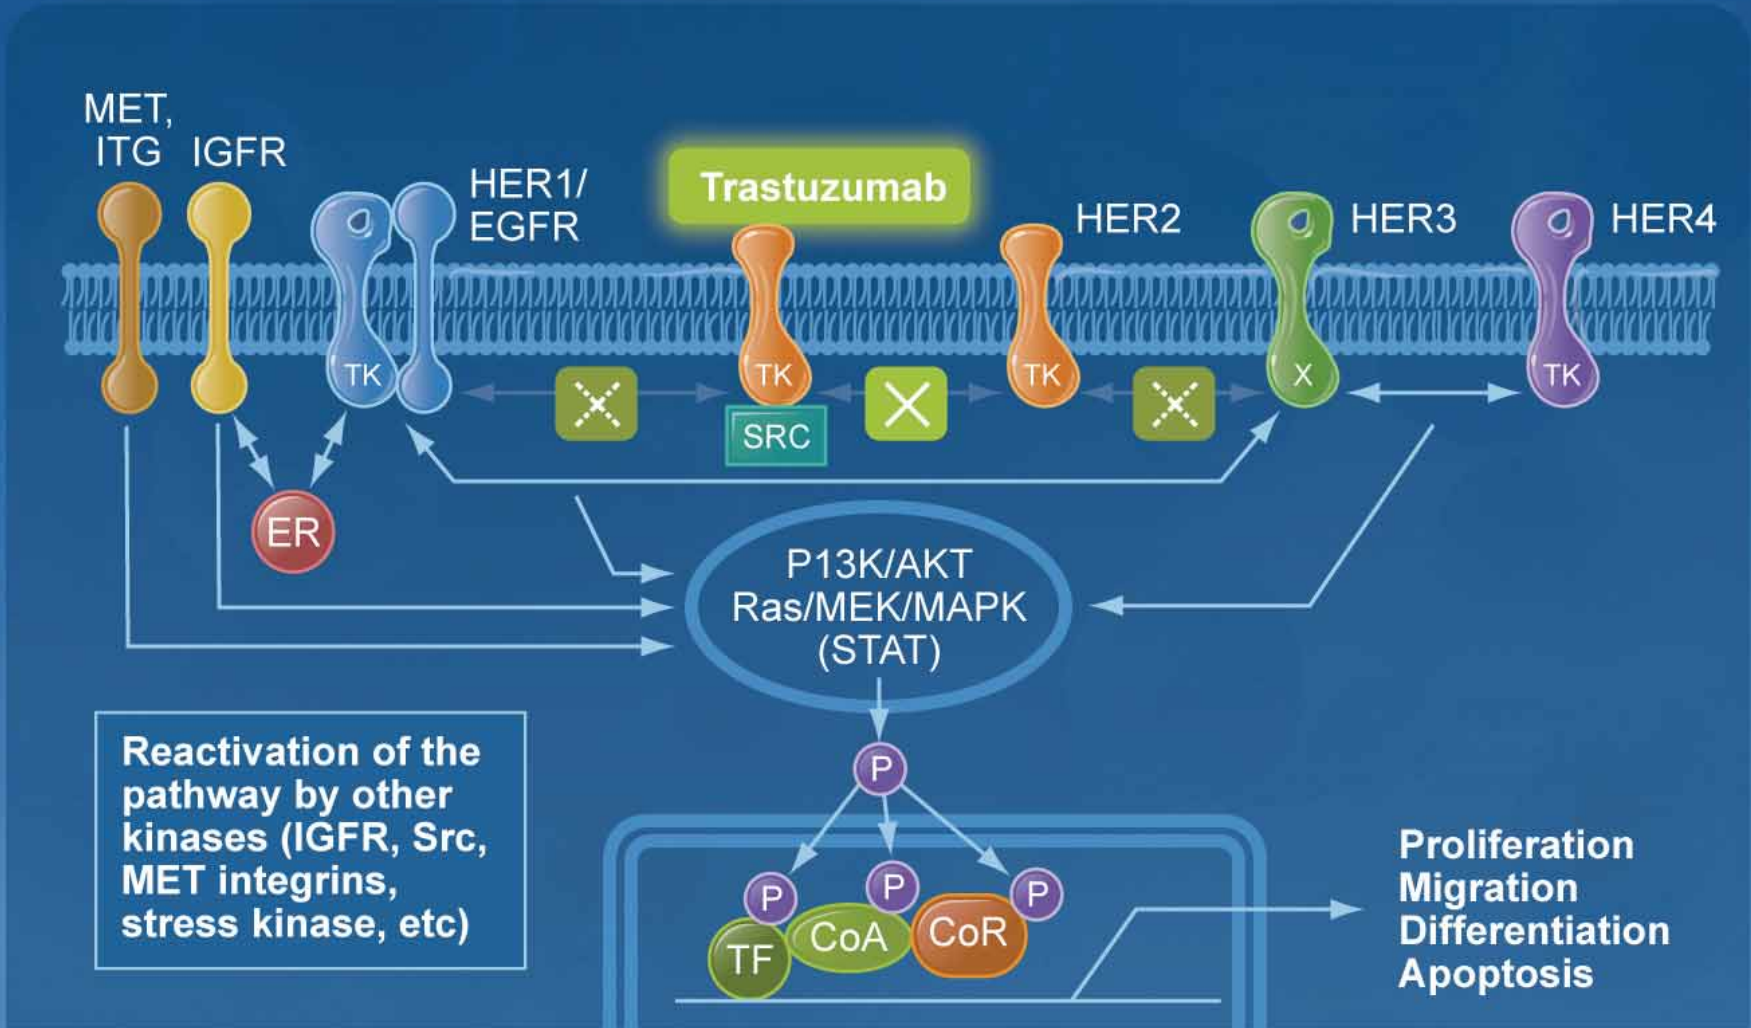 MET,
ITG
IGFR
HER1/
EGFR
Trastuzumab
HER2
HER3
HER4
TK
TK
TK
X
TK
SRC
ER
P13K/AKT
Ras/MEK/MAPK
(STAT)
P
Reactivation of the
pathway by other
kinases (IGFR, Src,
MET integrins,
stress kinase, etc)
P
P
P
TF
CoA
CoR
Proliferation
Migration
Differentiation
Apoptosis